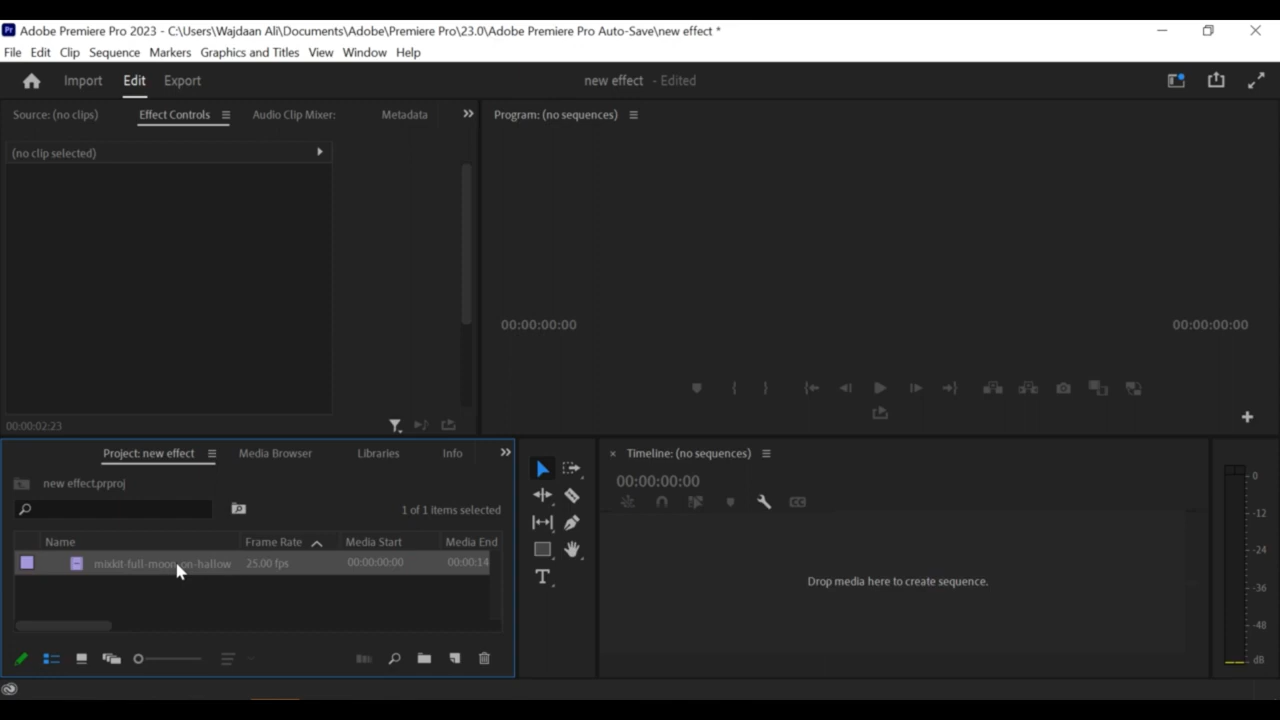 Pr Adobe Premiere Pro 2023 - C:\Users\Wajdaan Ali\Documents\Adobe\Premiere Pro\23.0\Adobe Premiere Pro Auto-Save\new effect *
File Edit Clip Sequence Markers Graphics and Titles View Window Help
Import Edit Export new effect - Edited
Source: (no clips) Effect Controls Audio Clip Mixer: Metadata
(no clip selected)
00:00:02:23
Program: (no sequences)
00:00:00:00 00:00:00:00
Project: new effect Media Browser Libraries Info
new effect.prproj
1 of 1 items selected
Name Frame Rate Media Start Media End
mixkit-full-moon-on-hallow 25.00 fps 00:00:00:00 00:00:14
T
Timeline: (no sequences)
00:00:00:00
CC
Drop media here to create sequence.
0
-12
-24
-36
-48
dB